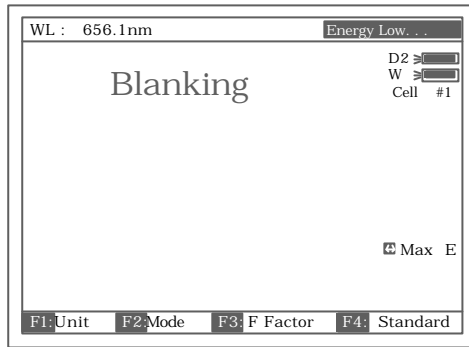 WL : 656.1nm Energy Low. . .
D2
Blanking
W
Cell #1
Max E
F1:Unit F2:Mode F3: F Factor F4: Standard